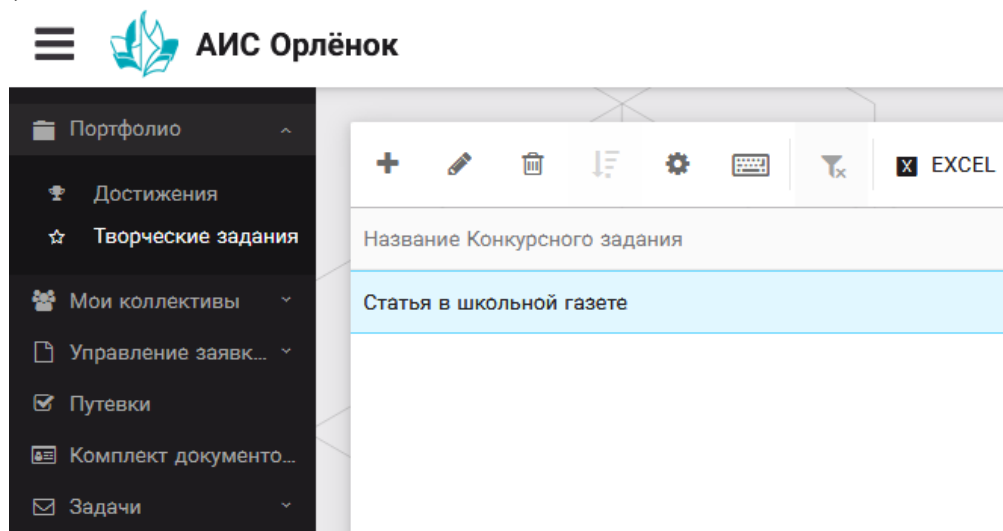 АИС Орлёнок
Портфолио
Достижения
Творческие задания
Мои коллективы
Управление заявк...
Путевки
Комплект документо...
Задачи
EXCEL
Название Конкурсного задания
Статья в школьной газете